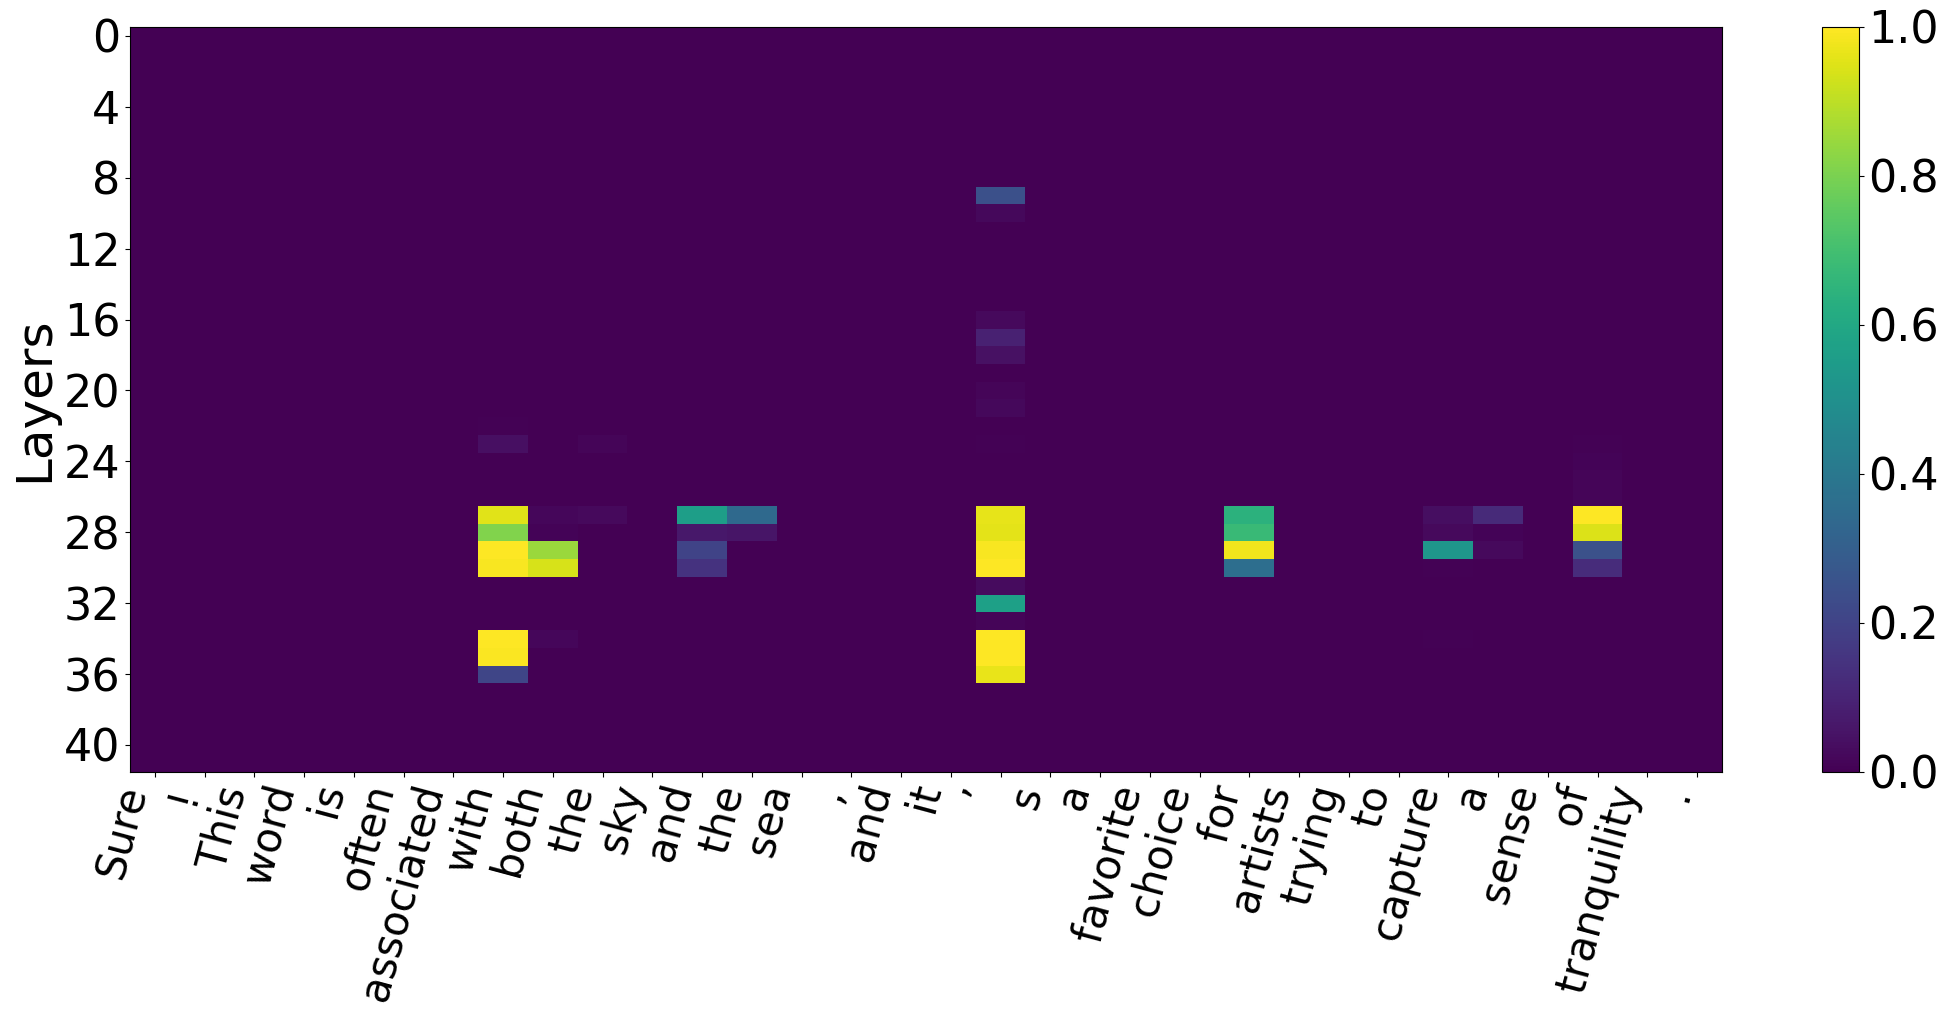 0
4
8
12
16
20
24
28
32
36
40
Layers
Sure
!
This
word
is
often
associated
with
both
the
sky
and
the
sea
,
and
it
'
s
a
favorite
choice
for
artists
trying
to
capture
a
sense
of
tranquility
.
1.0
0.8
0.6
0.4
0.2
0.0